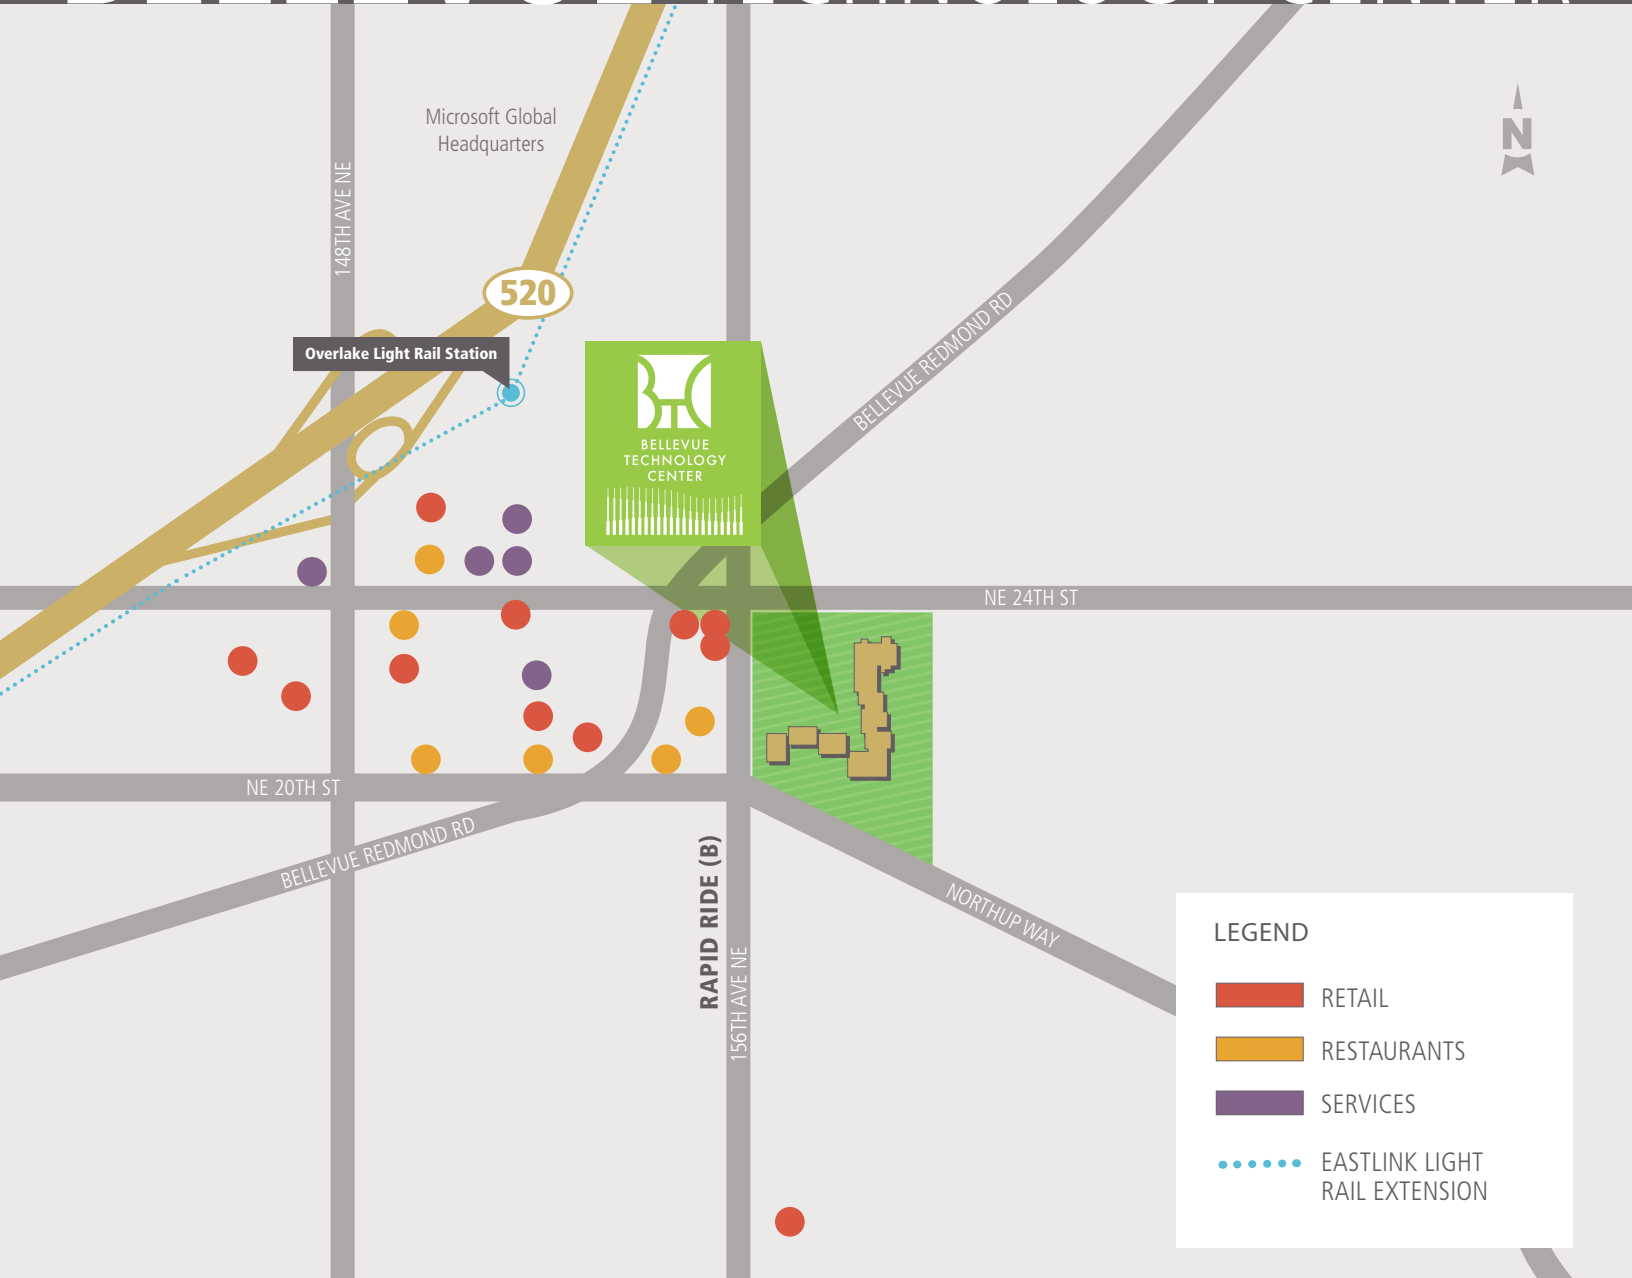 Microsoft Global
Headquarters
N
148TH AVE NE
520
Overlake Light Rail Station
BELLEVUE REDMOND RD
BELLEVUE
TECHNOLOGY
CENTER
NE 24TH ST
NE 20TH ST
BELLEVUE REDMOND RD
RAPID RIDE (B)
156TH AVE NE
NORTHUP WAY
LEGEND
RETAIL
RESTAURANTS
SERVICES
EASTLINK LIGHT
RAIL EXTENSION